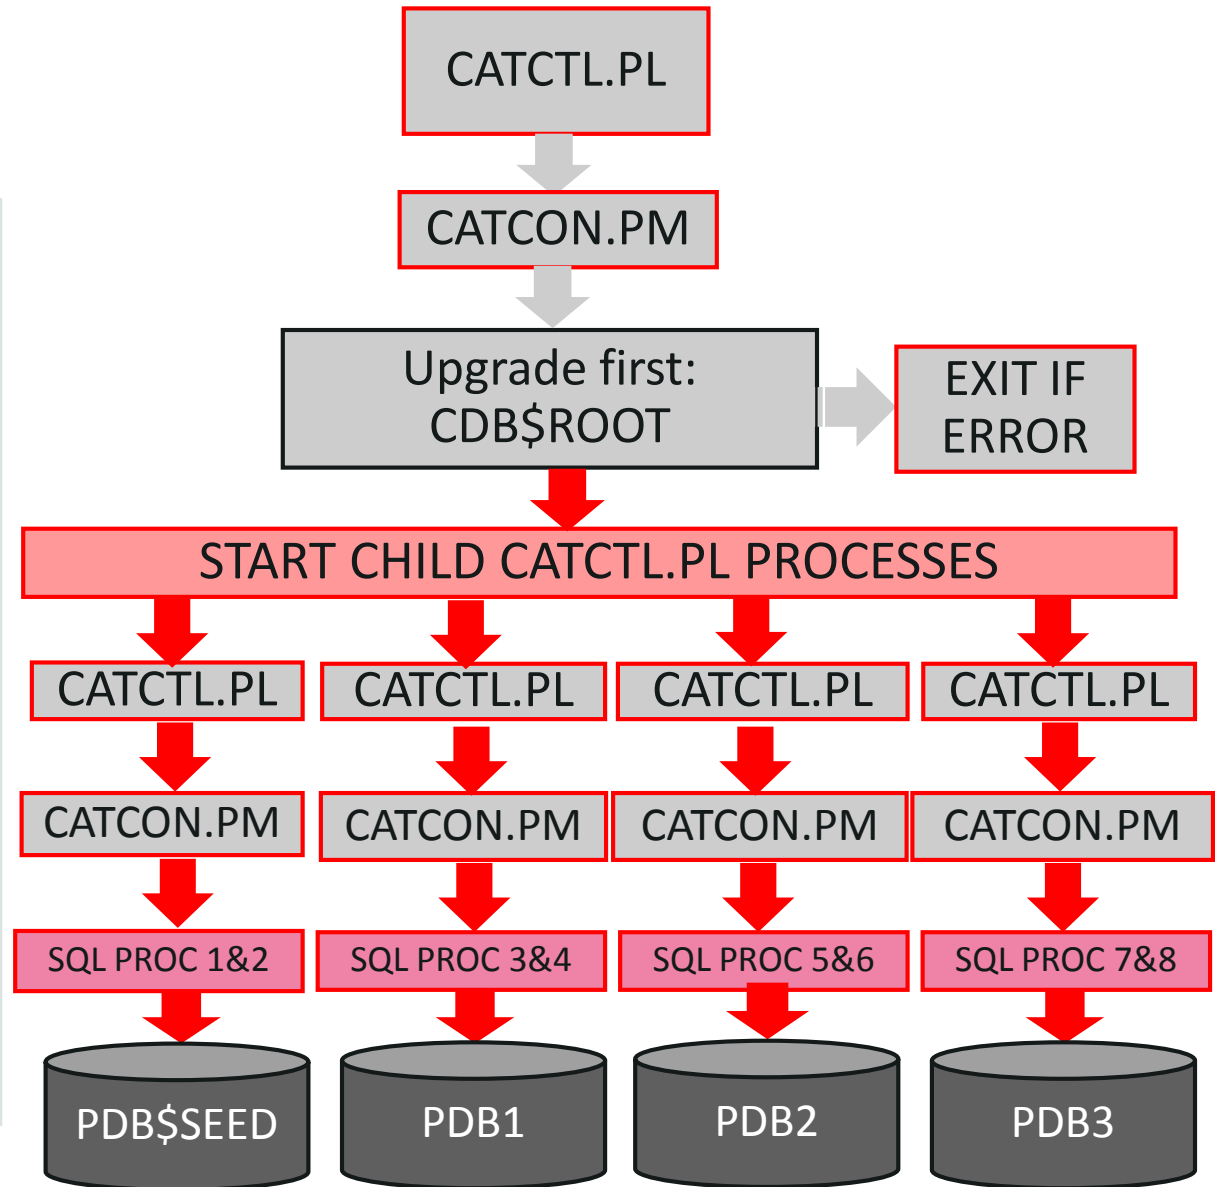 CATCTL.PL
CATCON.PM
Upgrade first:
CDB$ROOT
EXIT IF
ERROR
START CHILD CATCTL.PL PROCESSES
CATCTL.PL
CATCTL.PL
CATCTL.PL
CATCTL.PL
CATCON.PM
CATCON.PM
CATCON.PM
CATCON.PM
SQL PROC 1&2
SQL PROC 3&4
SQL PROC 5&6
SQL PROC 7&8
PDB$SEED
PDB1
PDB2
PDB3